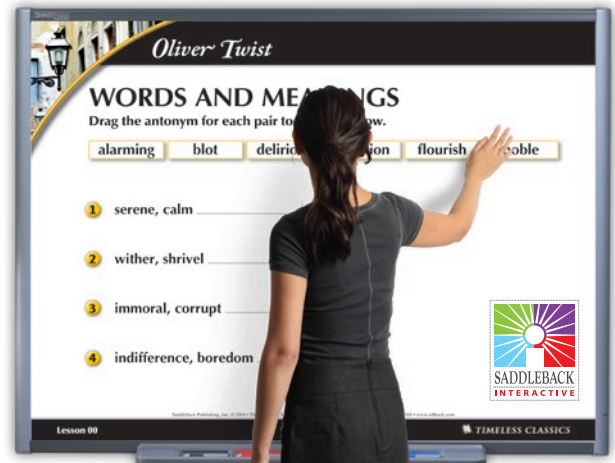 Oliver Twist
WORDS AND
Drag the antonym for each pair to
alarming blot flourish
1 serene, calm
2 wither, shrivel
3 immoral, corrupt
4 indifference, boredom
SADDLEBACK
INTERACTIVE
Lesson 00
TIMELESS CLASSICS